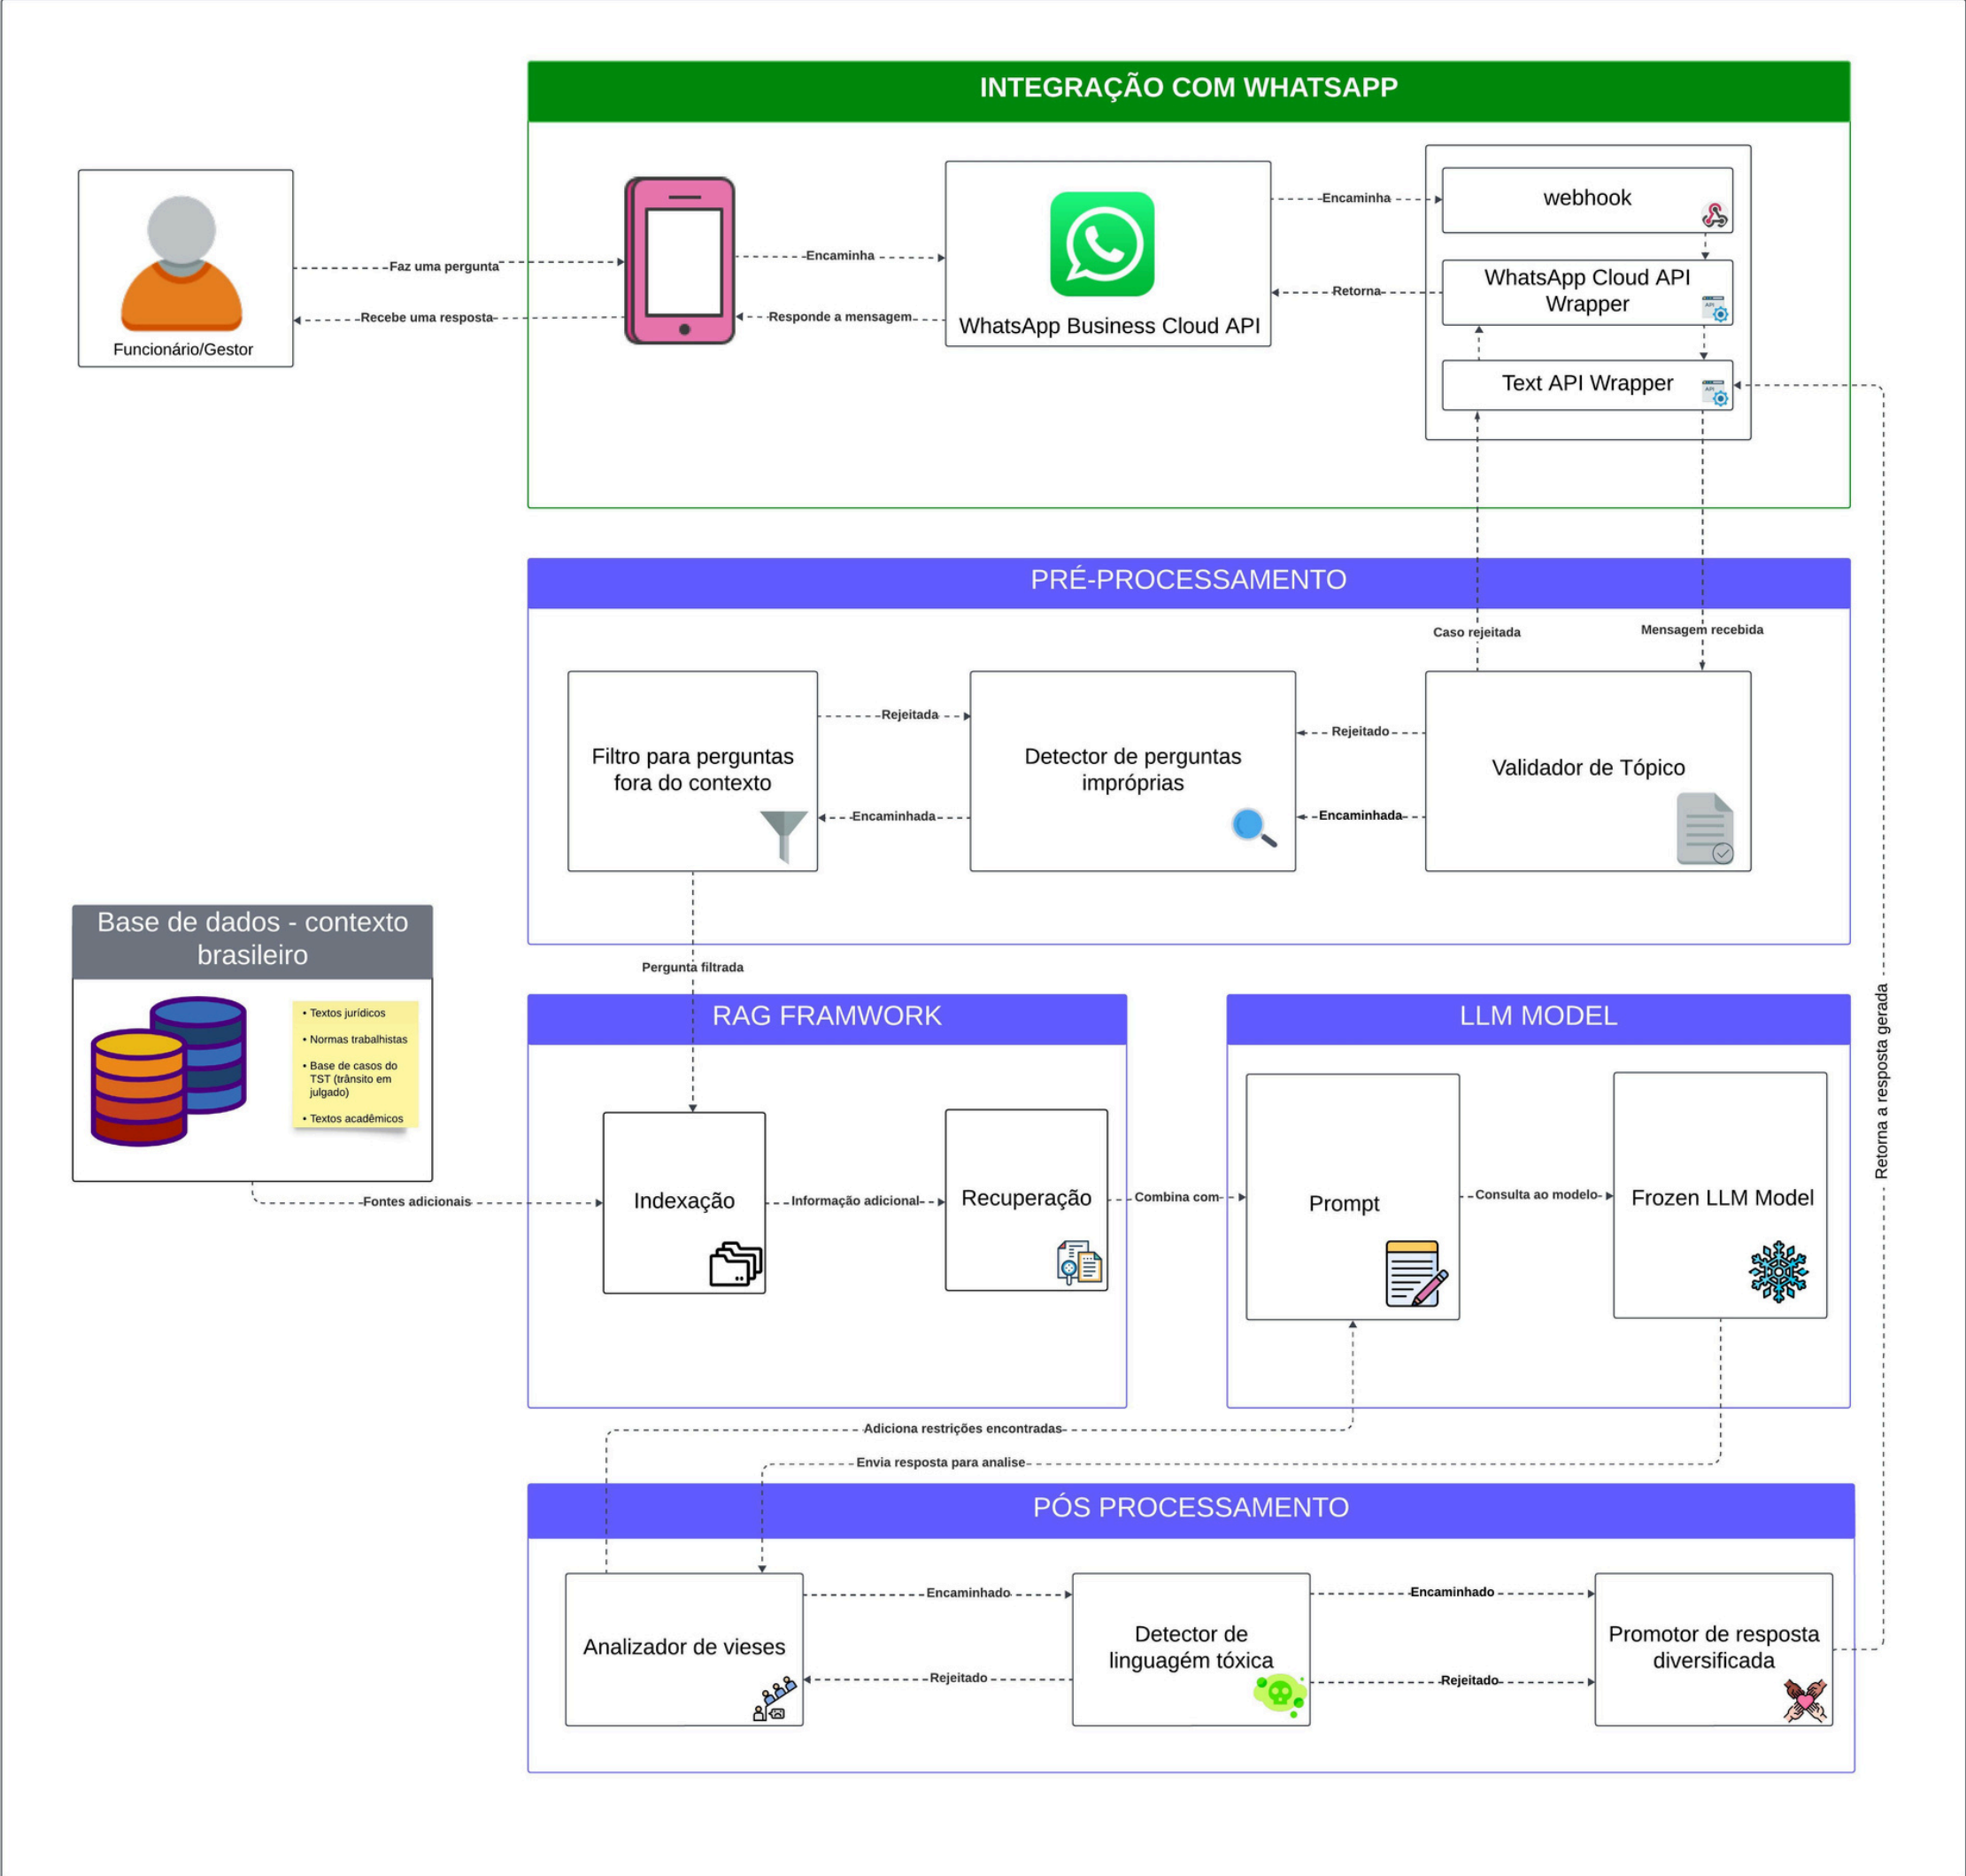 INTEGRAÇÃO COM WHATSAPP
Funcionário/Gestor
Faz uma pergunta
Recebe uma resposta
Encaminha
Responde a mensagem
WhatsApp Business Cloud API
Encaminha
Retorna
webhook
WhatsApp Cloud API
Wrapper
API
Text API Wrapper
API
PRÉ-PROCESSAMENTO
Caso rejeitada
Mensagem recebida
Filtro para perguntas
fora do contexto
Rejeitada
Encaminhada
Detector de perguntas
impróprias
Rejeitado
Encaminhada
Validador de Tópico
Pergunta filtrada
Base de dados - contexto
brasileiro
• Textos jurídicos
• Normas trabalhistas
• Base de casos do
TST (trânsito em
julgado)
• Textos acadêmicos
Fontes adicionais
RAG FRAMWORK
Indexação
Informação adicional
Recuperação
Combina com
LLM MODEL
Prompt
Consulta ao modelo
Frozen LLM Model
Retorna a resposta gerada
Adiciona restrições encontradas
Envia resposta para analise
PÓS PROCESSAMENTO
Analizador de vieses
Encaminhado
Rejeitado
Detector de
linguagém tóxica
Encaminhado
Rejeitado
Promotor de resposta
diversificada